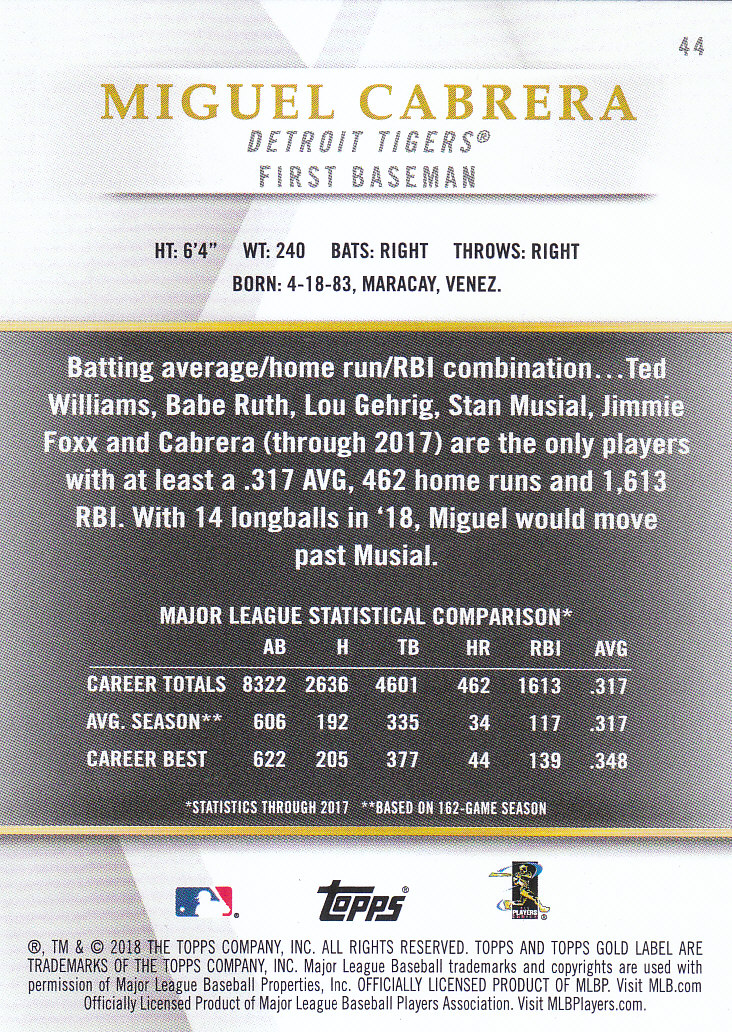 44
MIGUEL CABRERA
DETROIT TIGERS®
FIRST BASEMAN
HT: 6'4" WT: 240 BATS: RIGHT THROWS: RIGHT
BORN: 4-18-83, MARACAY, VENEZ.
Batting average/home run/RBI combination...Ted
Williams, Babe Ruth, Lou Gehrig, Stan Musial, Jimmie
Foxx and Cabrera (through 2017) are the only players
with at least a .317 AVG, 462 home runs and 1,613
RBI. With 14 longballs in ‘18, Miguel would move
past Musial.
MAJOR LEAGUE STATISTICAL COMPARISON*
AB H TB HR RBI AVG
CAREER TOTALS 8322 2636 4601 462 1613 .317
AVG. SEASON** 606 192 335 34 117 .317
CAREER BEST 622 205 377 44 139 .348
*STATISTICS THROUGH 2017 **BASED ON 162-GAME SEASON
topps®
PLAYERS
®, TM & © 2018 THE TOPPS COMPANY, INC. ALL RIGHTS RESERVED. TOPPS AND TOPPS GOLD LABEL ARE
TRADEMARKS OF THE TOPPS COMPANY, INC. Major League Baseball trademarks and copyrights are used with
permission of Major League Baseball Properties, Inc. OFFICIALLY LICENSED PRODUCT OF MLBP. Visit MLB.com
Officially Licensed Product of Major League Baseball Players Association. Visit MLBPlayers.com.